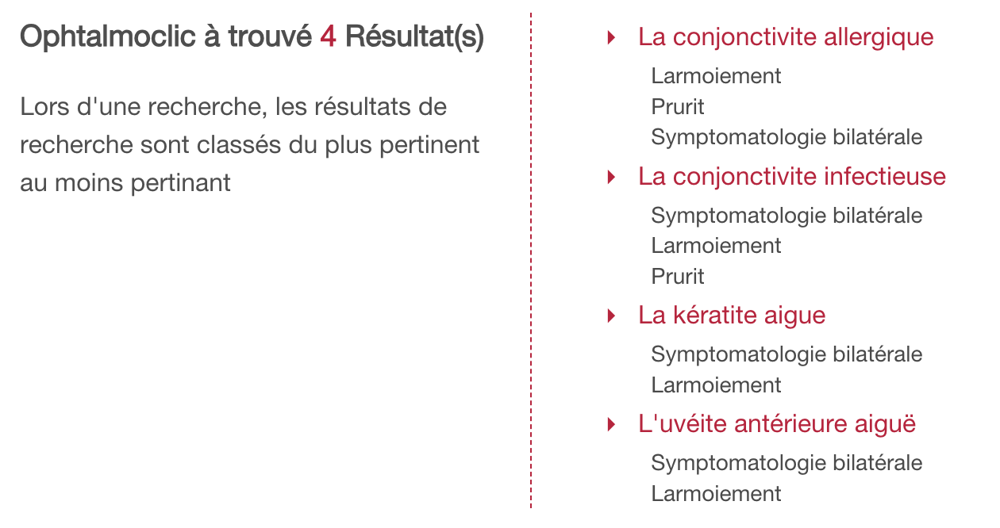 Ophtalmoclic à trouvé 4 Résultat(s)
Lors d'une recherche, les résultats de
recherche sont classés du plus pertinent
au moins pertinant
La conjonctivite allergique
Larmoiement
Prurit
Symptomatologie bilatérale
La conjonctivite infectieuse
Symptomatologie bilatérale
Larmoiement
Prurit
La kératite aigue
Symptomatologie bilatérale
Larmoiement
L'uvéite antérieure aiguë
Symptomatologie bilatérale
Larmoiement